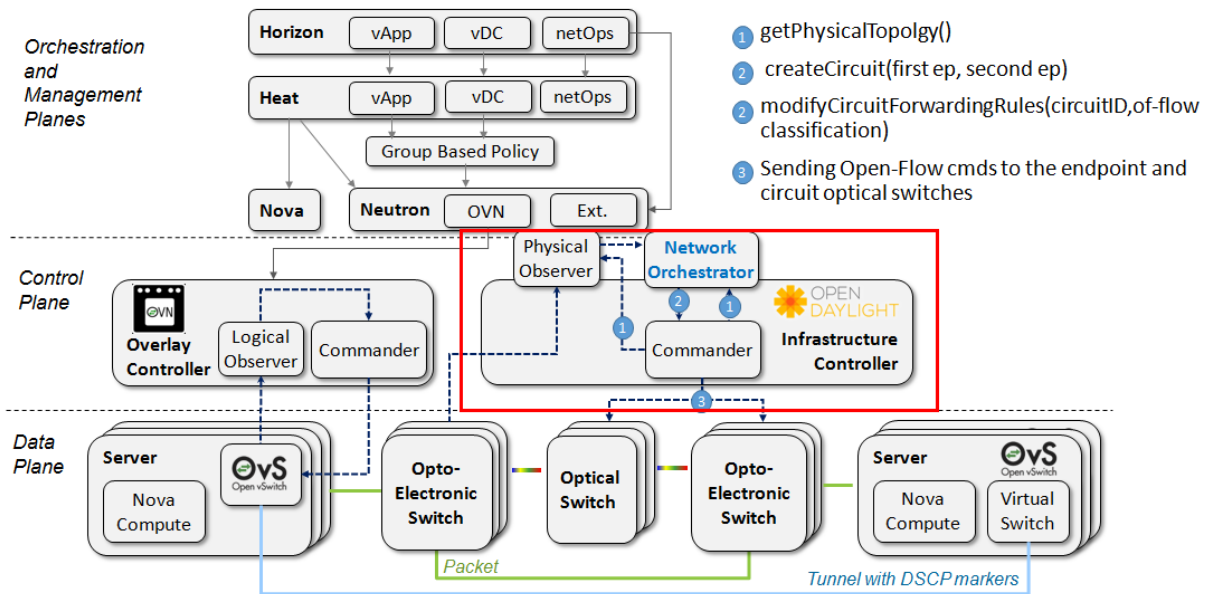 Orchestration
and
Management
Planes
Horizon
vApp
vDC
netOps
Heat
vApp
vDC
netOps
Group Based Policy
Nova
Neutron
OVN
Ext.
1 getPhysicalTopolgy()
2 createCircuit(first ep, second ep)
2 modifyCircuitForwardingRules(circuitID,of-flow
classification)
3 Sending Open-Flow cmds to the endpoint and
circuit optical switches
Control
Plane
OVN
Overlay
Controller
Logical
Observer
Commander
Physical
Observer
Network
Orchestrator
1
2
1
Commander
OPEN
DAYLIGHT
Infrastructure
Controller
3
Data
Plane
Server
OvS
Open vSwitch
Nova
Compute
Opto-
Electronic
Switch
Optical
Switch
Opto-
Electronic
Switch
Server
OvS
Open vSwitch
Nova
Compute
Virtual
Switch
Packet
Tunnel with DSCP markers